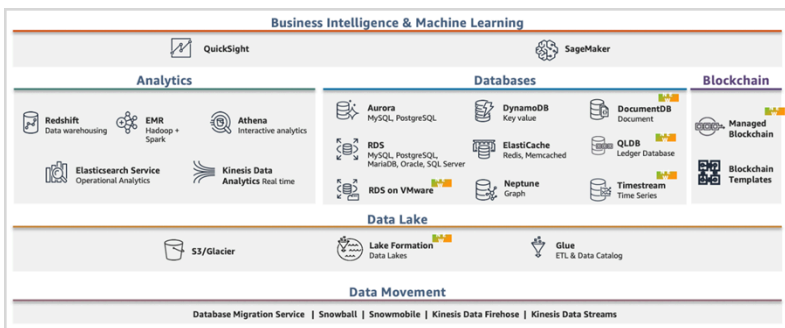 Business Intelligence & Machine Learning
QuickSight
SageMaker
Analytics
Redshift
Data warehousing
EMR
Hadoop +
Spark
Athena
Interactive analytics
Elasticsearch Service
Operational Analytics
Kinesis Data
Analytics Real time
Databases
Aurora
MySQL, PostgreSQL
DynamoDB
Key value
DocumentDB
Document
RDS
MySQL, PostgreSQL,
MariaDB, Oracle, SQL Server
ElastiCache
Redis, Memcached
QLDB
Ledger Database
RDS on VMware
Neptune
Graph
Timestream
Time Series
Blockchain
Managed
Blockchain
Blockchain
Templates
Data Lake
S3/Glacier
Lake Formation
Data Lakes
Glue
ETL & Data Catalog
Data Movement
Database Migration Service | Snowball | Snowmobile | Kinesis Data Firehose | Kinesis Data Streams